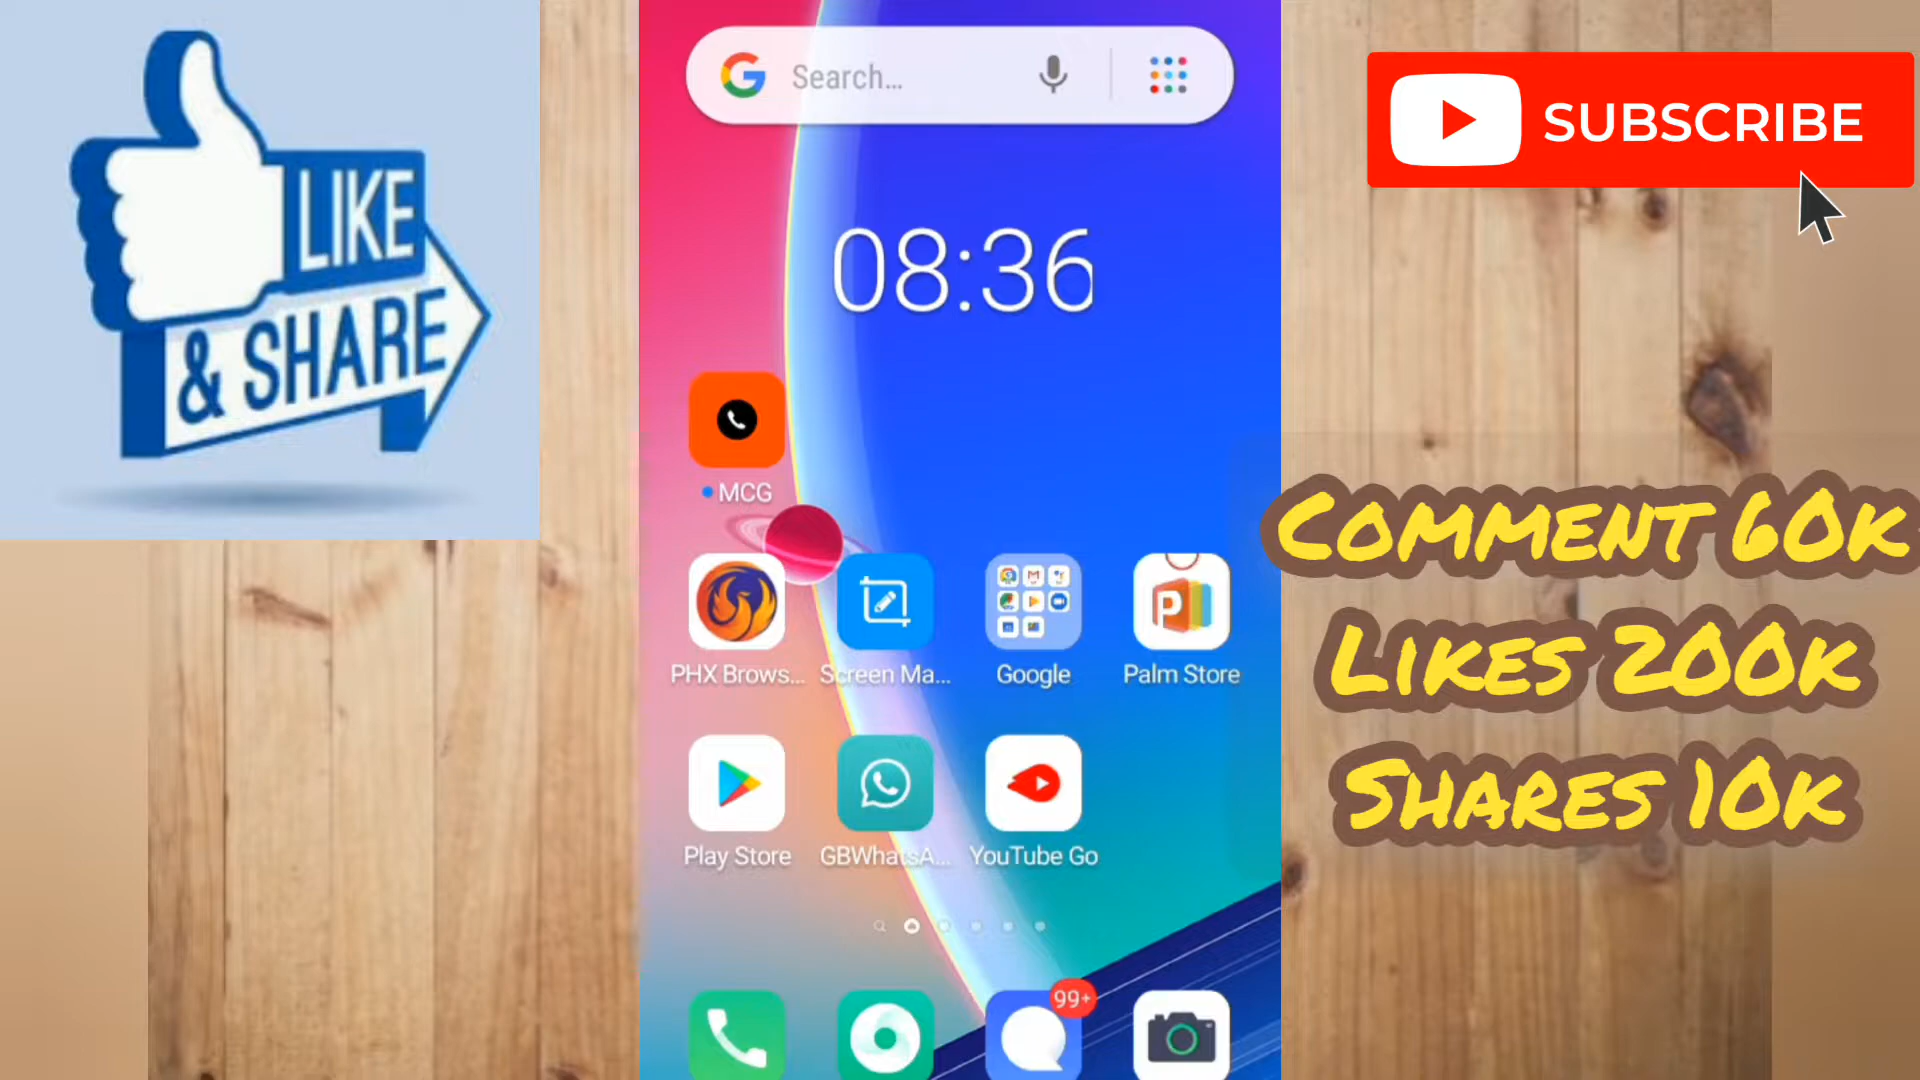 LIKE
& SHARE
Search...
08:36
MCG
PHX Brows...
Screen Ma...
Google
Palm Store
Play Store
GBWhatsA...
YouTube Go
99+
SUBSCRIBE
COMMENT 60K
LIKES 200K
SHARES 10K